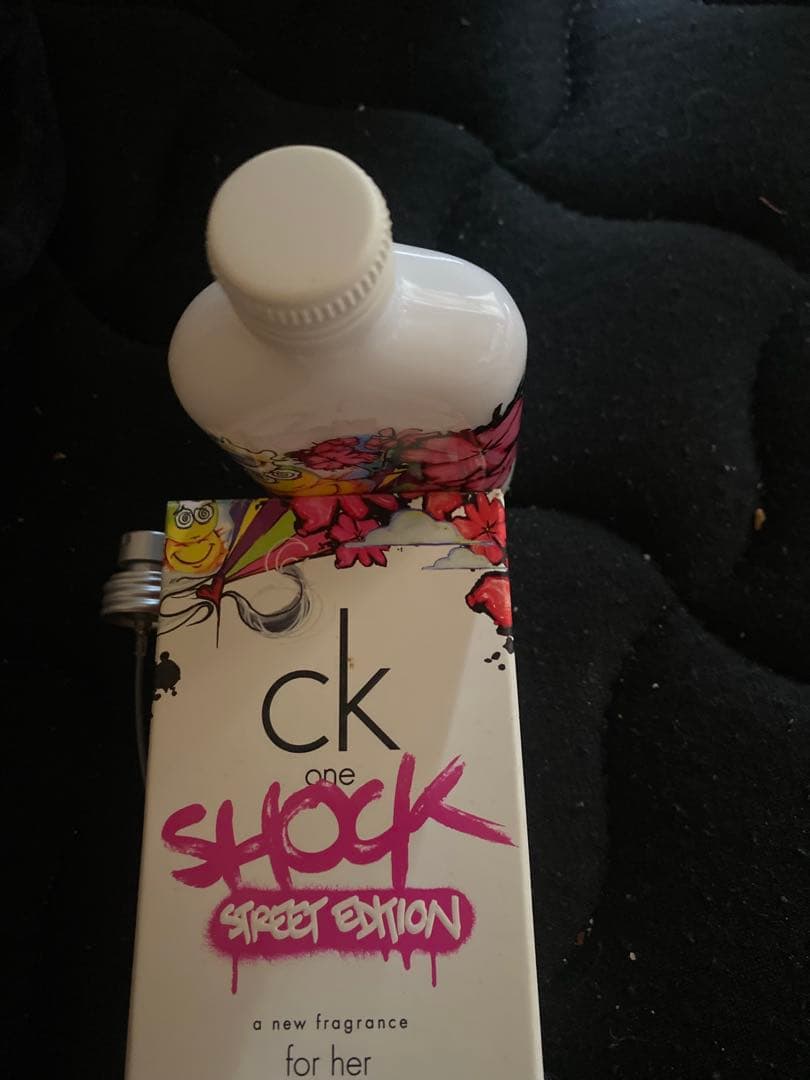 ck
one
SHOCK
STREET EDITION
a new fragrance
for her